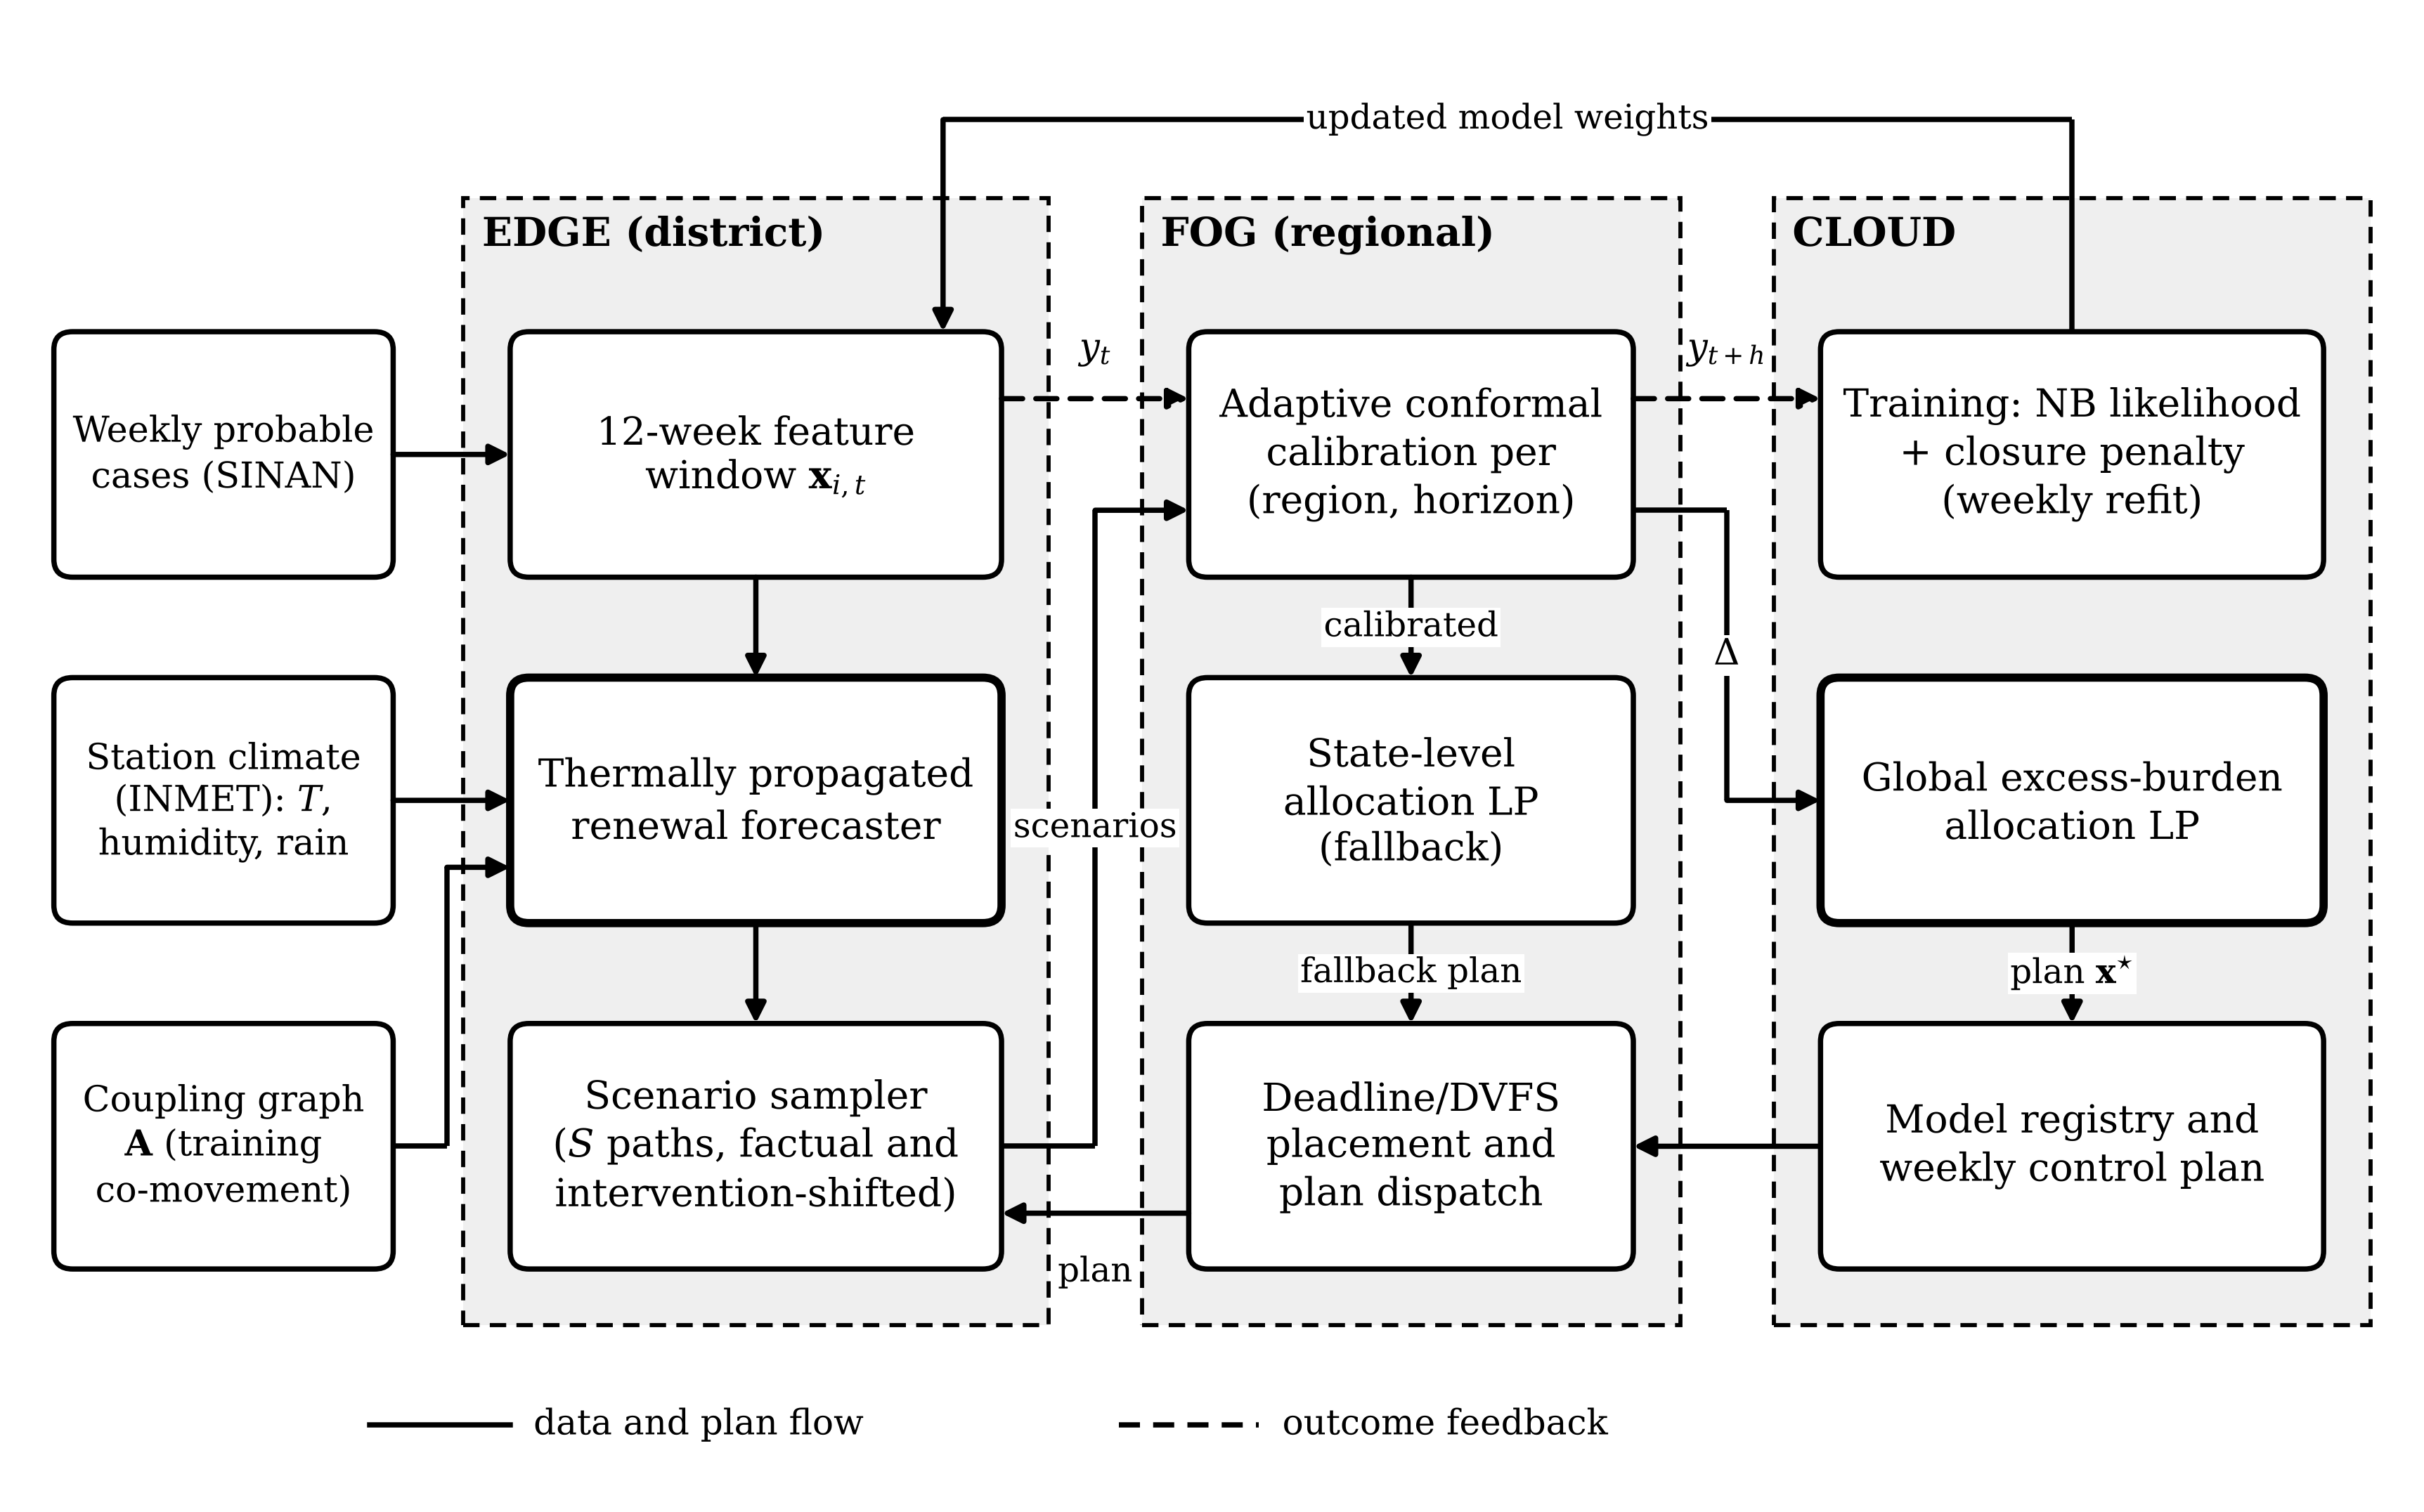 updated model weights
EDGE (district)
FOG (regional)
CLOUD
Weekly probable
cases (SINAN)
12-week feature
window 𝐱_{i, t}
y_t
Adaptive conformal
calibration per
(region, horizon)
y_{t+h}
Training: NB likelihood
+ closure penalty
(weekly refit)
calibrated
Δ
Station climate
(INMET): T,
humidity, rain
Thermally propagated
renewal forecaster
scenarios
State-level
allocation LP
(fallback)
Global excess-burden
allocation LP
fallback plan
plan 𝐱*
Coupling graph
A (training
co-movement)
Scenario sampler
(S paths, factual and
intervention-shifted)
plan
Deadline/DVFS
placement and
plan dispatch
Model registry and
weekly control plan
data and plan flow
outcome feedback